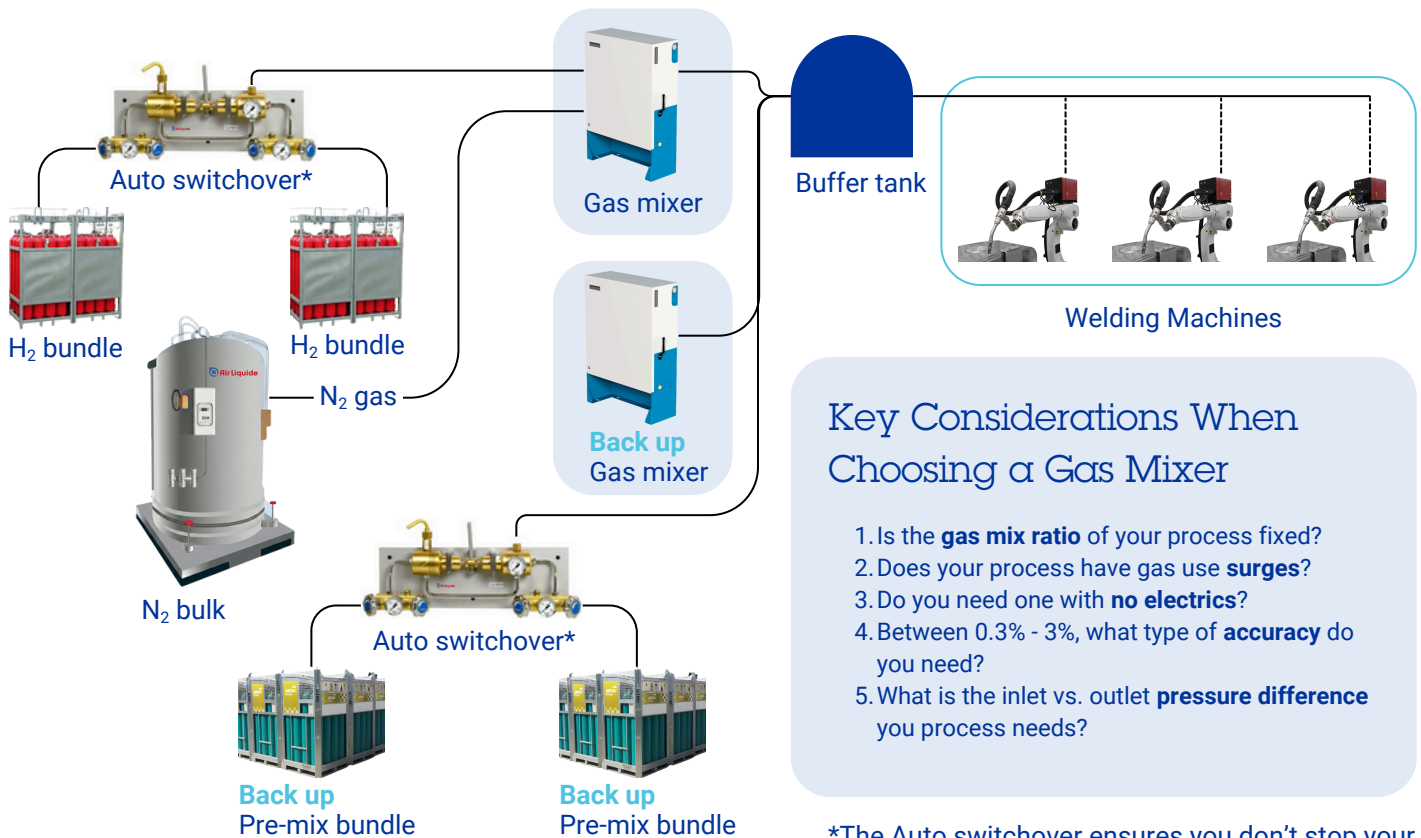 Auto switchover*
Gas mixer
Buffer tank
H₂ bundle
H₂ bundle
Welding Machines
Air Liquide
N₂ gas
Back up
Gas mixer
N₂ bulk
Auto switchover*
Back up
Pre-mix bundle
Back up
Pre-mix bundle
Key Considerations When
Choosing a Gas Mixer
1. Is the gas mix ratio of your process fixed?
2. Does your process have gas use surges?
3. Do you need one with no electrics?
4. Between 0.3% - 3%, what type of accuracy do
you need?
5. What is the inlet vs. outlet pressure difference
you process needs?
*The Auto switchover ensures you don't stop your